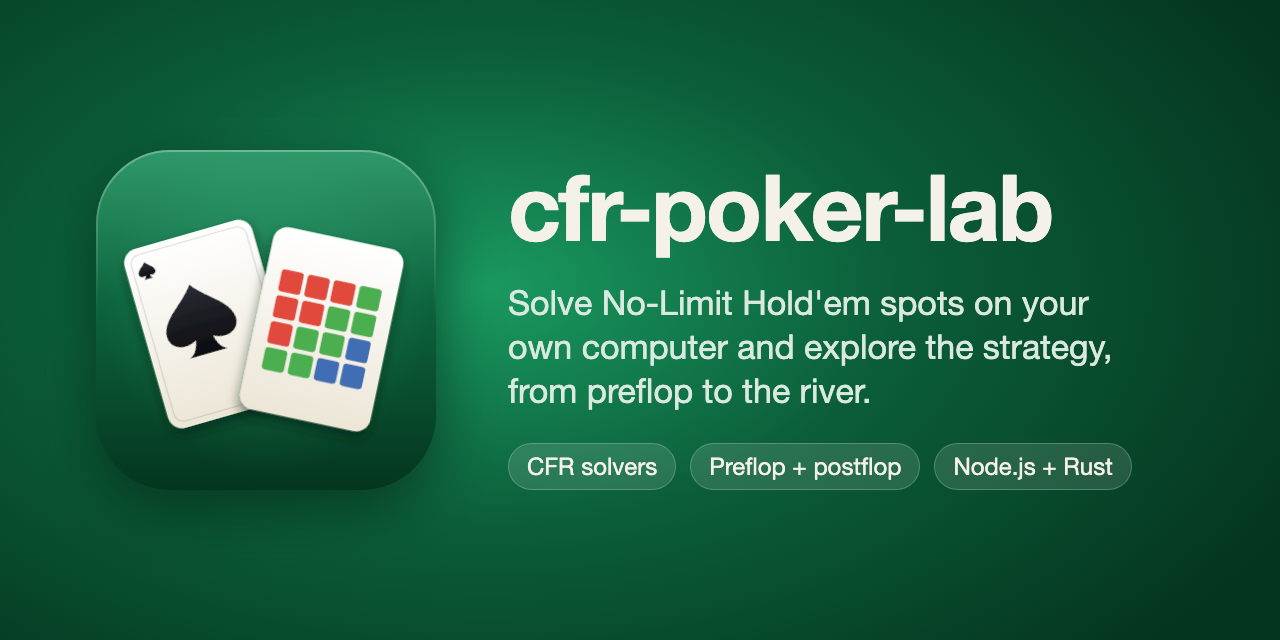 cfr-poker-lab
Solve No-Limit Hold'em spots on your
own computer and explore the strategy,
from preflop to the river.
CFR solvers
Preflop + postflop
Node.js + Rust